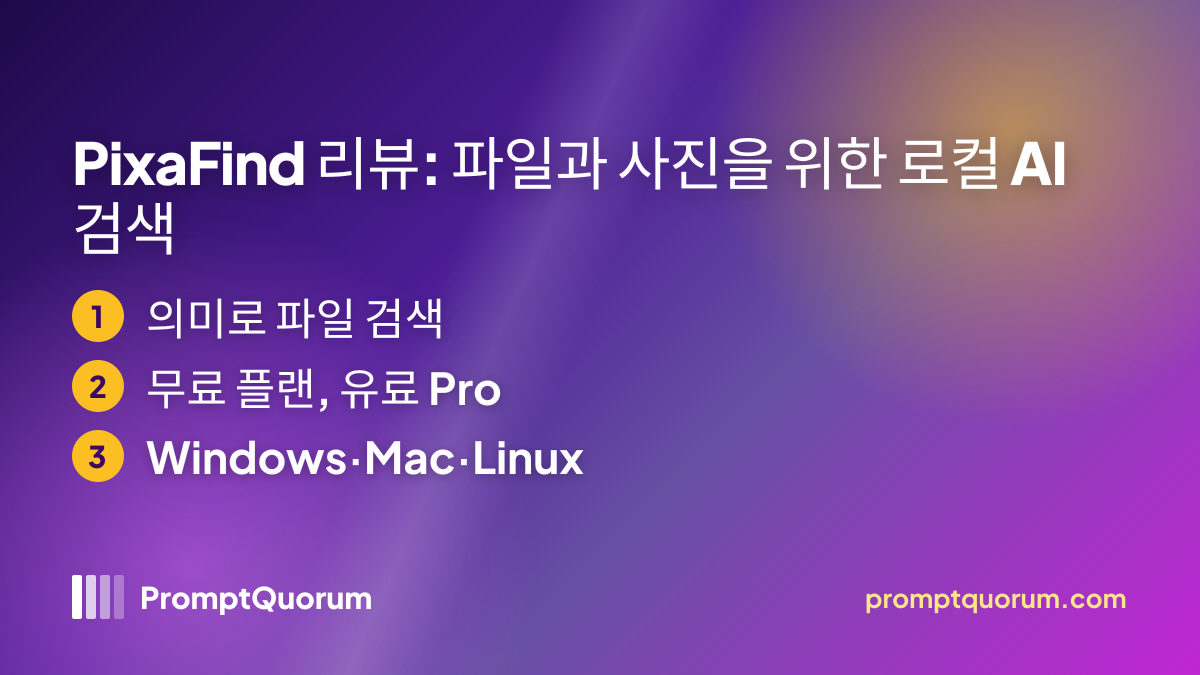 PixaFind 리뷰: 파일과 사진을 위한 로컬 AI
검색
1 의미로 파일 검색
2 무료 플랜, 유료 Pro
3 Windows·Mac·Linux
PromptQuorum
promptquorum.com